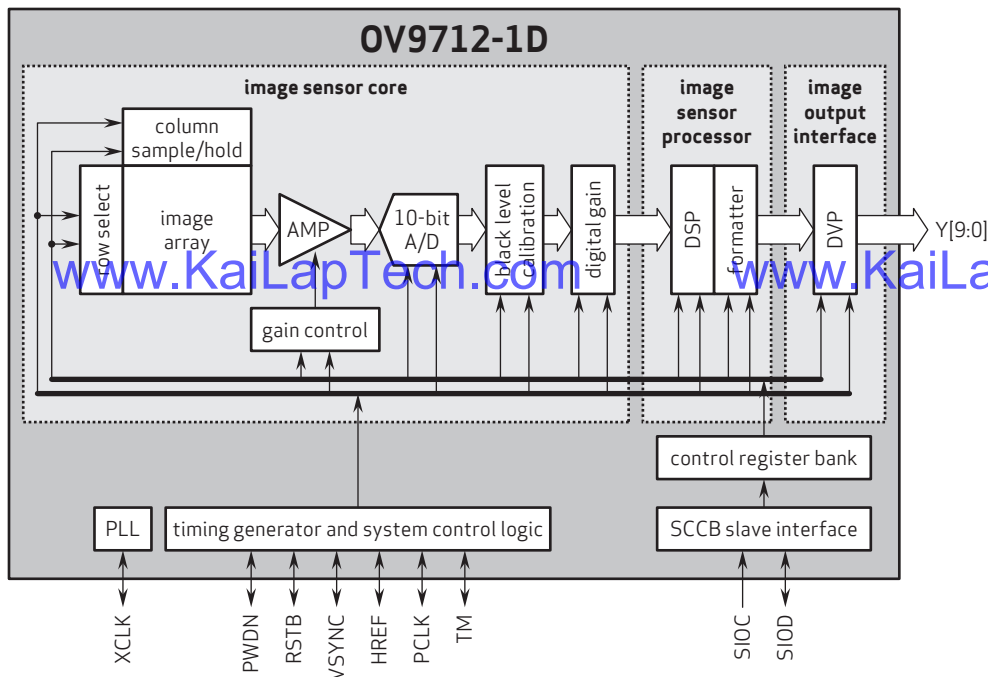 OV9712-1D
image sensor core
image
sensor
processor
image
output
interface
column
sample/hold
row select
image
array
AMP
10-bit
A/D
black level
calibration
digital gain
DSP
formatter
DVP
Y[9:0]
www.KaiLapTech.com
www.KaiLa
gain control
control register bank
PLL
timing generator and system control logic
SCCB slave interface
XCLK
PWDN
RSTB
VSYNC
HREF
PCLK
TM
SIOC
SIOD